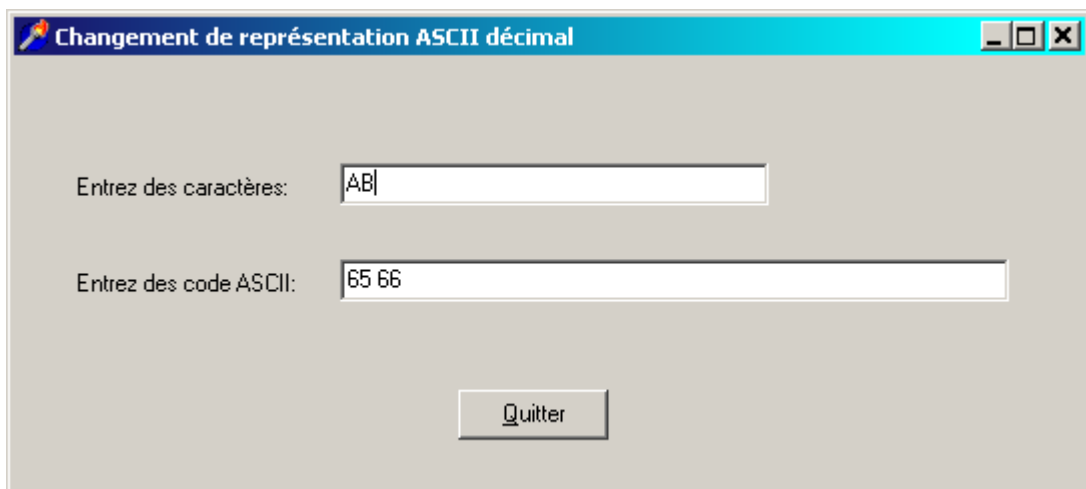 Changement de représentation ASCII décimal
Entrez des caractères: AB
Entrez des code ASCII: 65 66
Quitter